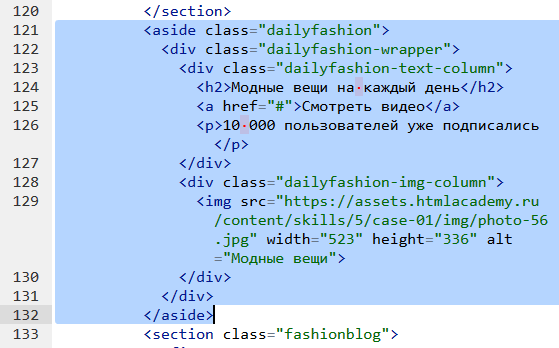 120 </section>
121 <aside class="dailyfashion">
122 <div class="dailyfashion-wrapper">
123 <div class="dailyfashion-text-column">
124 <h2>Модные вещи на·каждый день</h2>
125 <a href="#">Смотреть видео</a>
126 <p>10·000 пользователей уже подписались
</p>
127 </div>
128 <div class="dailyfashion-img-column">
129 <img src="https://assets.htmlacademy.ru
/content/skills/5/case-01/img/photo-56
.jpg" width="523" height="336" alt
="Модные вещи">
130 </div>
131 </div>
132 </aside>
133 <section class="fashionblog">